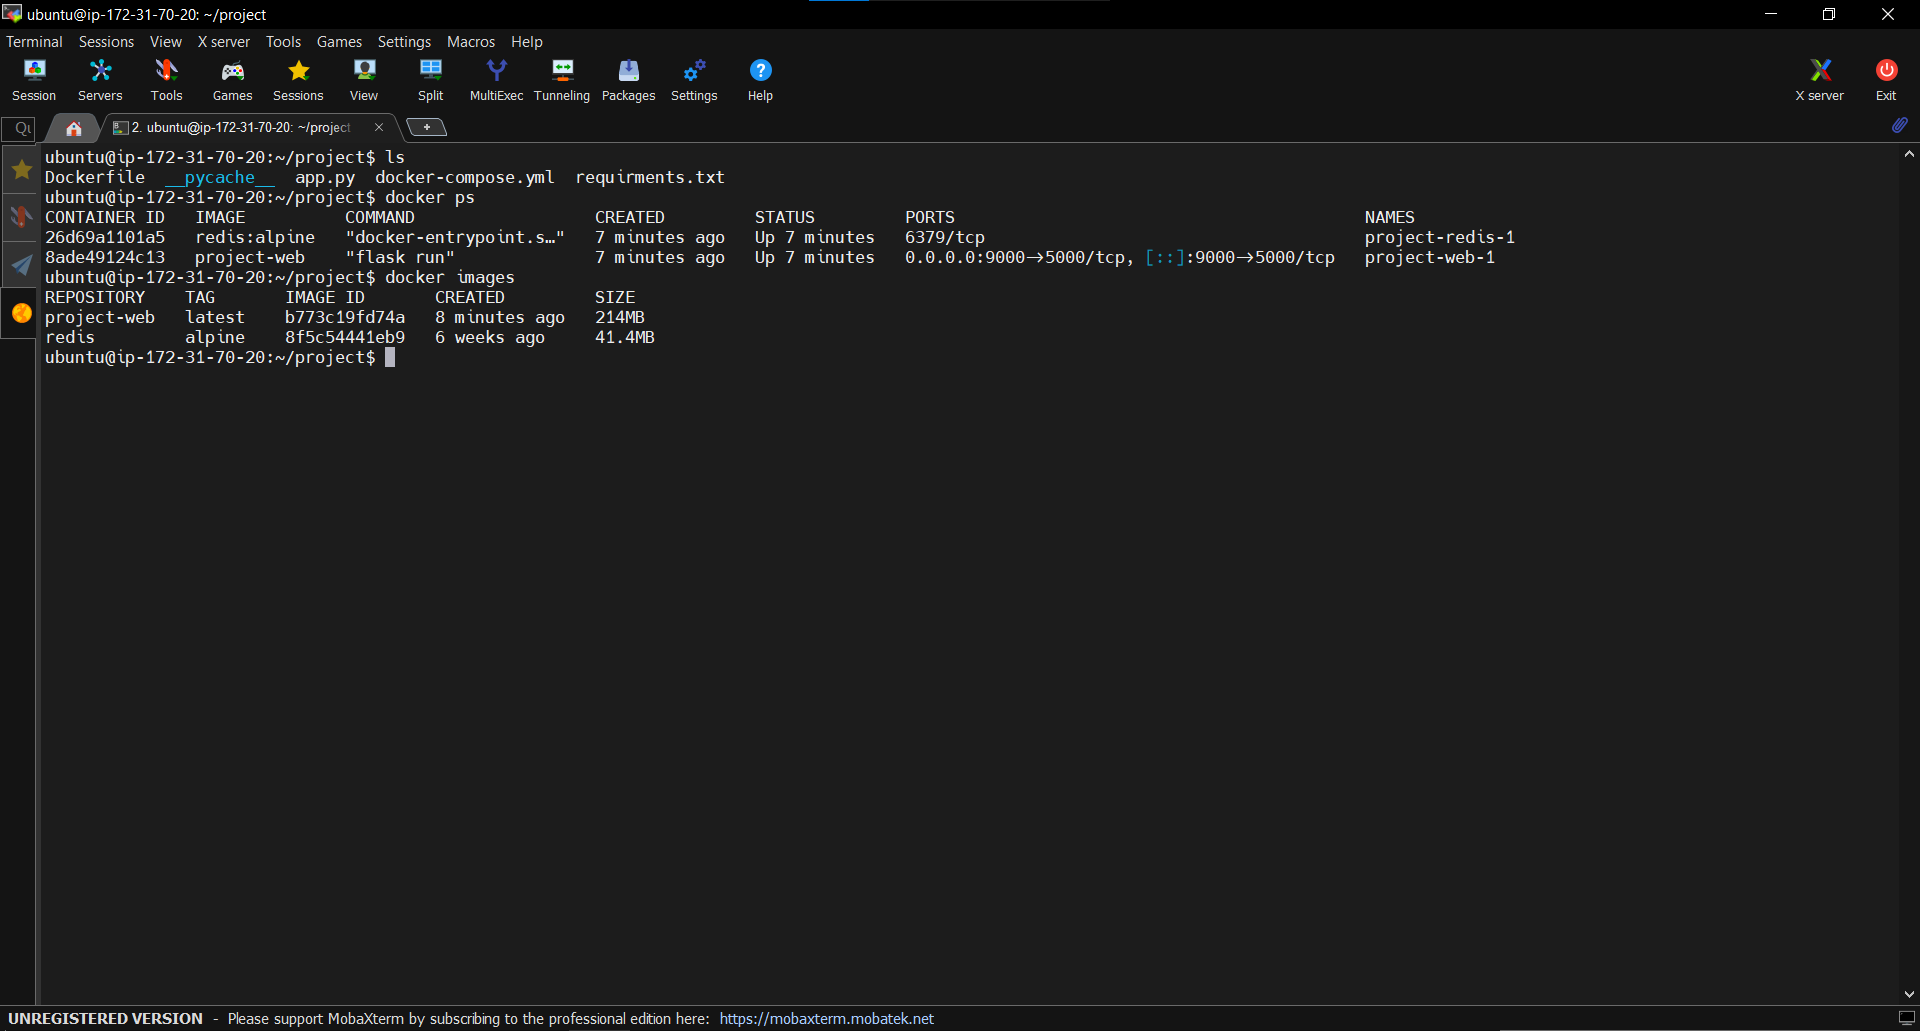 ubuntu@ip-172-31-70-20: ~/project
Terminal Sessions View X server Tools Games Settings Macros Help
Session Servers Tools Games Sessions View Split MultiExec Tunneling Packages Settings Help X server Exit
2. ubuntu@ip-172-31-70-20: ~/project
ubuntu@ip-172-31-70-20:~/project$ ls
Dockerfile __pycache__ app.py docker-compose.yml requirments.txt
ubuntu@ip-172-31-70-20:~/project$ docker ps
CONTAINER ID IMAGE COMMAND CREATED STATUS PORTS NAMES
26d69a1101a5 redis:alpine "docker-entrypoint.s…" 7 minutes ago Up 7 minutes 6379/tcp project-redis-1
8ade49124c13 project-web "flask run" 7 minutes ago Up 7 minutes 0.0.0.0:9000→5000/tcp, [::]:9000→5000/tcp project-web-1
ubuntu@ip-172-31-70-20:~/project$ docker images
REPOSITORY TAG IMAGE ID CREATED SIZE
project-web latest b773c19fd74a 8 minutes ago 214MB
redis alpine 8f5c54441eb9 6 weeks ago 41.4MB
ubuntu@ip-172-31-70-20:~/project$
UNREGISTERED VERSION - Please support MobaXterm by subscribing to the professional edition here: https://mobaxterm.mobatek.net